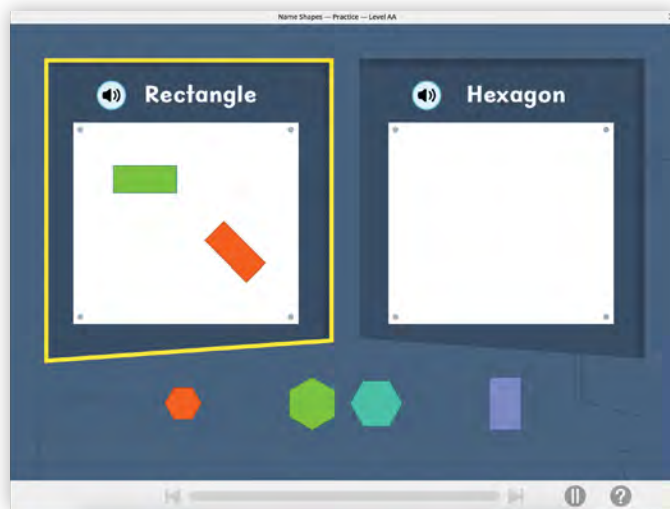 Name Shapes — Practice — Level AA
Rectangle
Hexagon
?